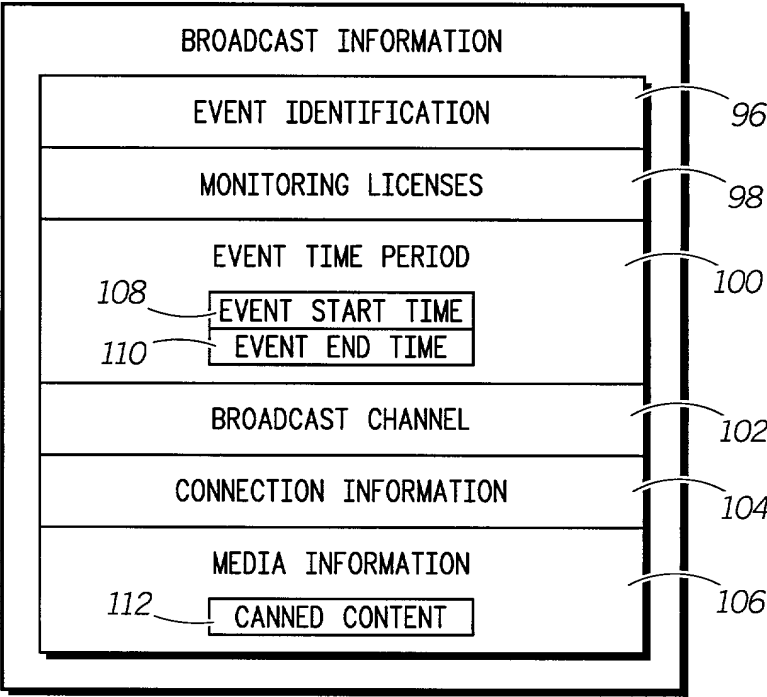 BROADCAST INFORMATION
EVENT IDENTIFICATION
96
MONITORING LICENSES
98
EVENT TIME PERIOD
100
108
EVENT START TIME
110
EVENT END TIME
BROADCAST CHANNEL
102
CONNECTION INFORMATION
104
MEDIA INFORMATION
106
112
CANNED CONTENT